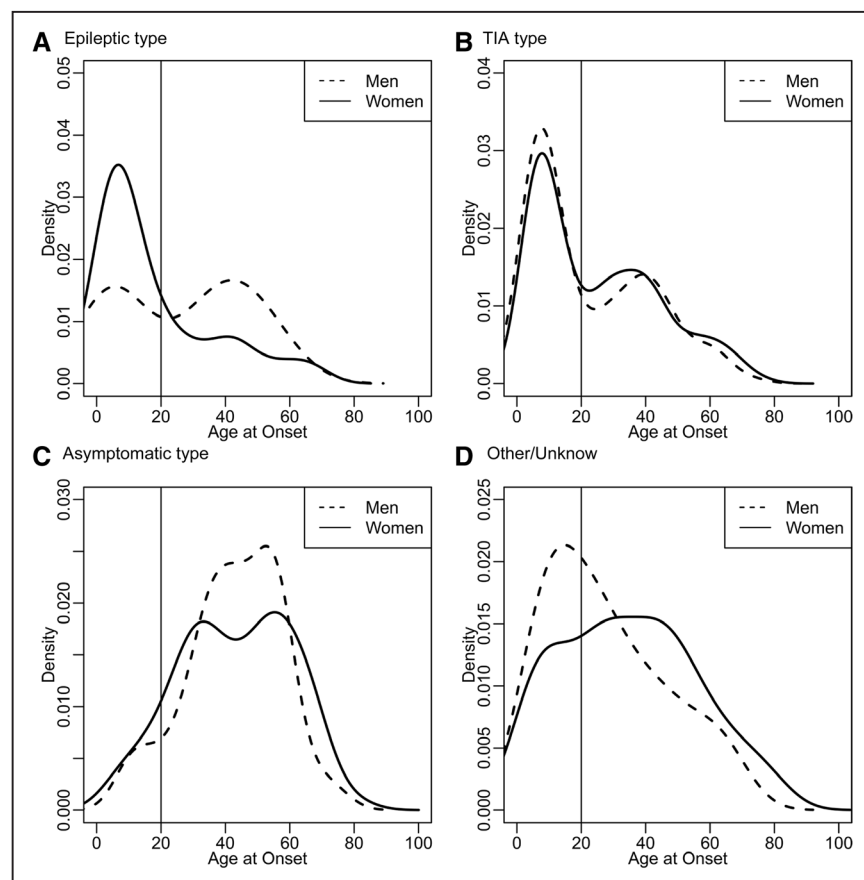 A Epileptic type
Men
Women
Density
0.00 0.01 0.02 0.03 0.04 0.05
0 20 40 60 80 100
Age at Onset
B TIA type
Men
Women
Density
0.00 0.01 0.02 0.03 0.04
0 20 40 60 80 100
Age at Onset
C Asymptomatic type
Men
Women
Density
0.000 0.010 0.020 0.030
0 20 40 60 80 100
Age at Onset
D Other/Unknow
Men
Women
Density
0.000 0.005 0.010 0.015 0.020 0.025
0 20 40 60 80 100
Age at Onset